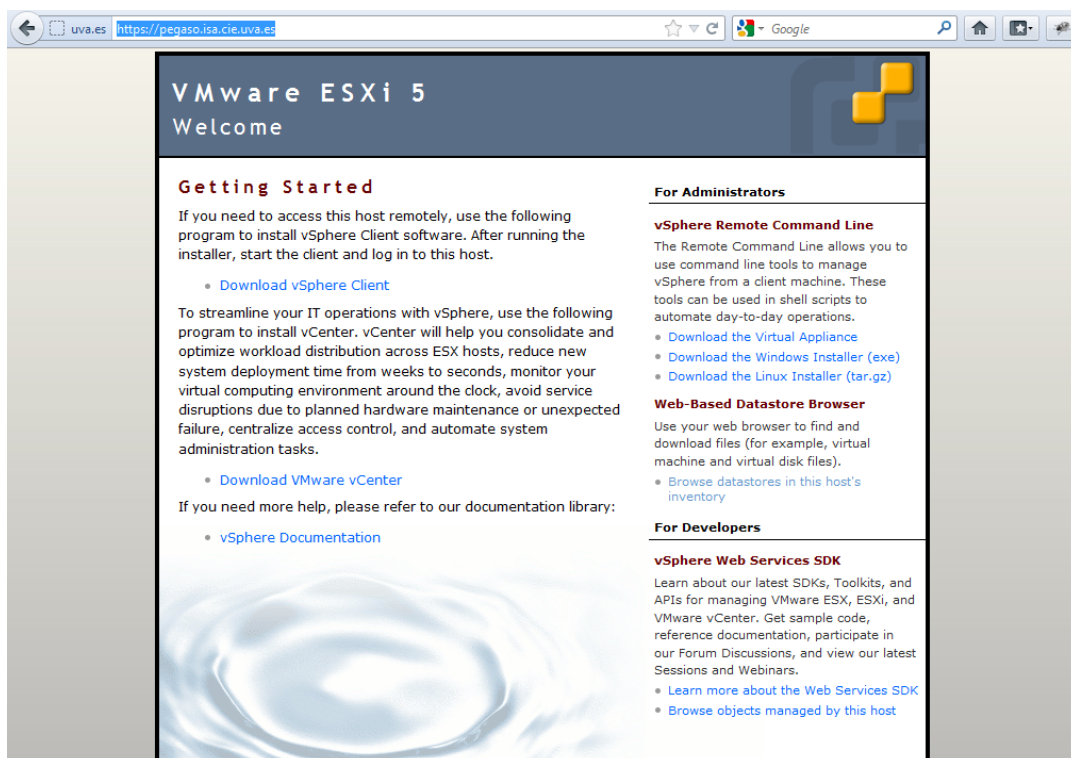 uva.es https://pegaso.isa.cie.uva.es
Google
VMware ESXi 5
Welcome
Getting Started
If you need to access this host remotely, use the following
program to install vSphere Client software. After running the
installer, start the client and log in to this host.
Download vSphere Client
To streamline your IT operations with vSphere, use the following
program to install vCenter. vCenter will help you consolidate and
optimize workload distribution across ESX hosts, reduce new
system deployment time from weeks to seconds, monitor your
virtual computing environment around the clock, avoid service
disruptions due to planned hardware maintenance or unexpected
failure, centralize access control, and automate system
administration tasks.
Download VMware vCenter
If you need more help, please refer to our documentation library:
vSphere Documentation
For Administrators
vSphere Remote Command Line
The Remote Command Line allows you to
use command line tools to manage
vSphere from a client machine. These
tools can be used in shell scripts to
automate day-to-day operations.
Download the Virtual Appliance
Download the Windows Installer (exe)
Download the Linux Installer (tar.gz)
Web-Based Datastore Browser
Use your web browser to find and
download files (for example, virtual
machine and virtual disk files).
Browse datastores in this host's
inventory
For Developers
vSphere Web Services SDK
Learn about our latest SDKs, Toolkits, and
APIs for managing VMware ESX, ESXi, and
VMware vCenter. Get sample code,
reference documentation, participate in
our Forum Discussions, and view our latest
Sessions and Webinars.
Learn more about the Web Services SDK
Browse objects managed by this host